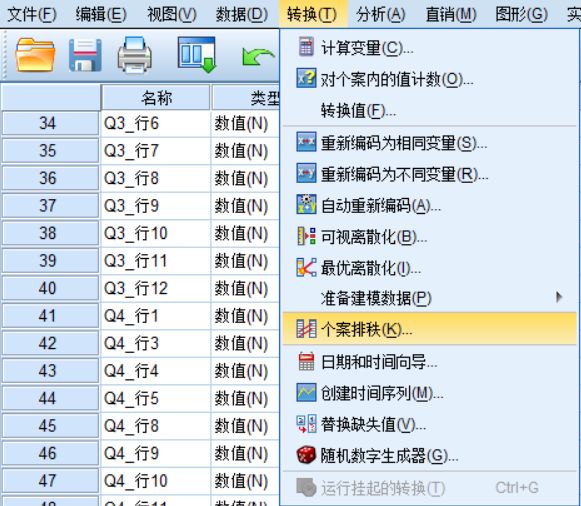 文件(F) 编辑(E) 视图(V) 数据(D) 转换(T) 分析(A) 直销(M) 图形(G) 实
计算变量(C)...
对个案内的值计数(O)...
转换值(F)...
重新编码为相同变量(S)...
重新编码为不同变量(R)...
自动重新编码(A)...
可视离散化(B)...
最优离散化(I)...
准备建模数据(P)
个案排秩(K)...
日期和时间向导...
创建时间序列(M)...
替换缺失值(V)...
随机数字生成器(G)...
运行挂起的转换(T) Ctrl+G
名称 类型
34 Q3_行6 数值(N)
35 Q3_行7 数值(N)
36 Q3_行8 数值(N)
37 Q3_行9 数值(N)
38 Q3_行10 数值(N)
39 Q3_行11 数值(N)
40 Q3_行12 数值(N)
41 Q4_行1 数值(N)
42 Q4_行3 数值(N)
43 Q4_行4 数值(N)
44 Q4_行5 数值(N)
45 Q4_行8 数值(N)
46 Q4_行9 数值(N)
47 Q4_行10 数值(N)
48 Q4_行11 数值(N)